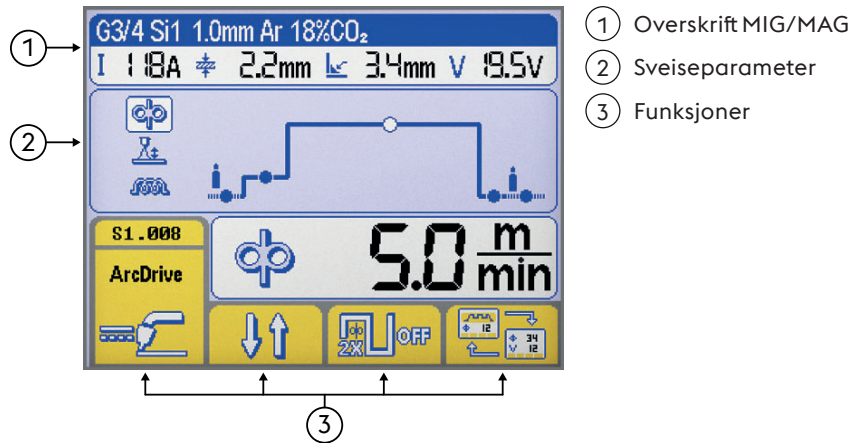 G3/4 Si1 1.0mm Ar 18%CO₂
I 118A 2.2mm 3.4mm V 19.5V
S1.008
ArcDrive
5.0 m/min
2X OFF
12 34
V 12
1 Overskrift MIG/MAG
2 Sveiseparameter
3 Funksjoner
1
2
3